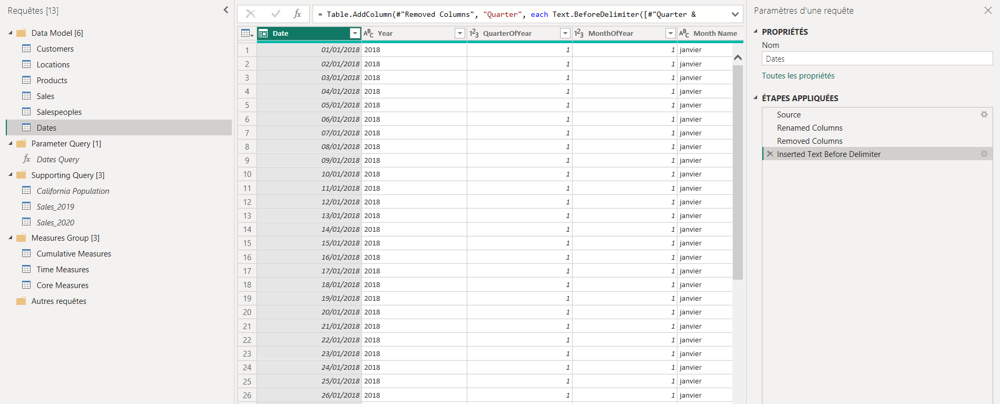 Requêtes [13]
Data Model [6]
Customers
Locations
Products
Sales
Salespeoples
Dates
Parameter Query [1]
fx Dates Query
Supporting Query [3]
California Population
Sales_2019
Sales_2020
Measures Group [3]
Cumulative Measures
Time Measures
Core Measures
Autres requêtes
fx = Table.AddColumn(#"Removed Columns", "Quarter", each Text.BeforeDelimiter([#"Quarter &
Date ABC Year 123 QuarterOfYear 123 MonthOfYear ABC Month Name
1 01/01/2018 2018 1 1 janvier
2 02/01/2018 2018 1 1 janvier
3 03/01/2018 2018 1 1 janvier
4 04/01/2018 2018 1 1 janvier
5 05/01/2018 2018 1 1 janvier
6 06/01/2018 2018 1 1 janvier
7 07/01/2018 2018 1 1 janvier
8 08/01/2018 2018 1 1 janvier
9 09/01/2018 2018 1 1 janvier
10 10/01/2018 2018 1 1 janvier
11 11/01/2018 2018 1 1 janvier
12 12/01/2018 2018 1 1 janvier
13 13/01/2018 2018 1 1 janvier
14 14/01/2018 2018 1 1 janvier
15 15/01/2018 2018 1 1 janvier
16 16/01/2018 2018 1 1 janvier
17 17/01/2018 2018 1 1 janvier
18 18/01/2018 2018 1 1 janvier
19 19/01/2018 2018 1 1 janvier
20 20/01/2018 2018 1 1 janvier
21 21/01/2018 2018 1 1 janvier
22 22/01/2018 2018 1 1 janvier
23 23/01/2018 2018 1 1 janvier
24 24/01/2018 2018 1 1 janvier
25 25/01/2018 2018 1 1 janvier
26 26/01/2018 2018 1 1 janvier
Paramètres d'une requête
PROPRIÉTÉS
Nom
Dates
Toutes les propriétés
ÉTAPES APPLIQUÉES
Source
Renamed Columns
Removed Columns
Inserted Text Before Delimiter